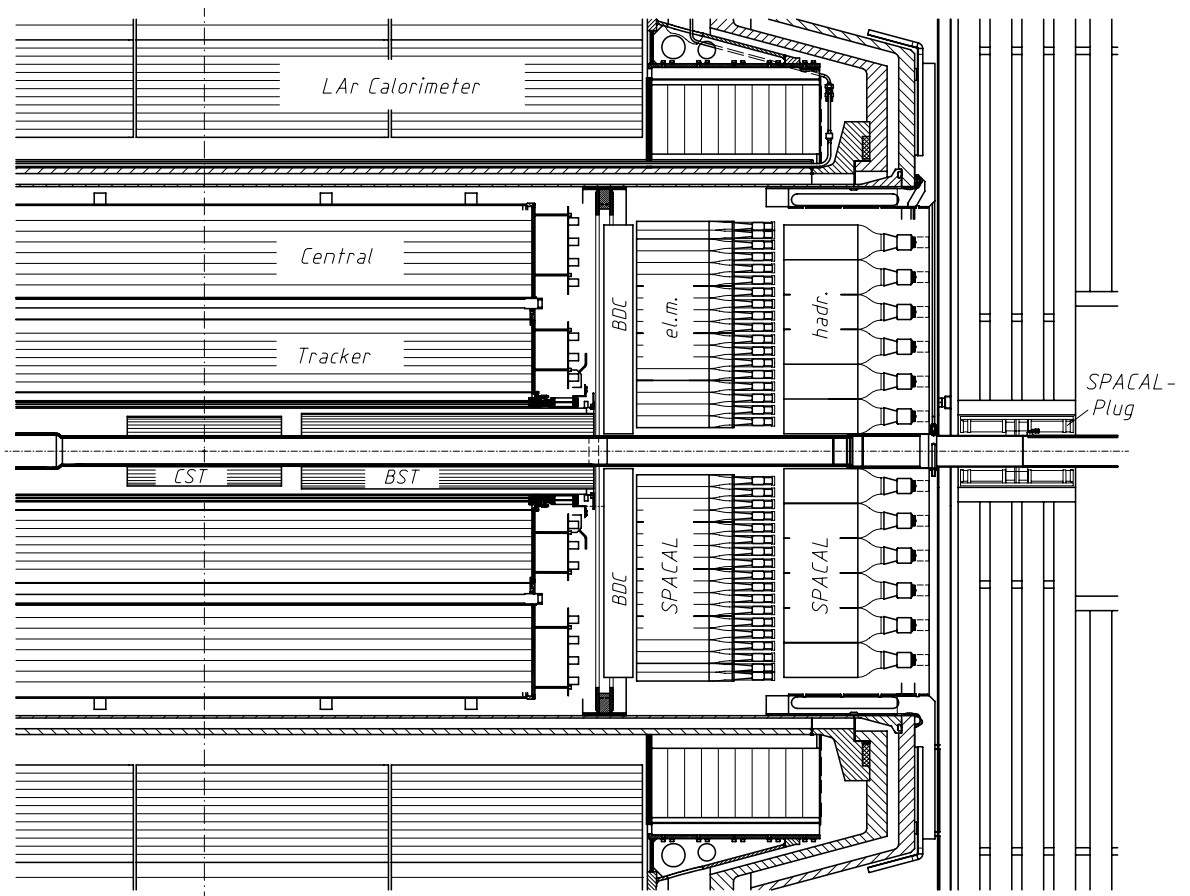 LAr Calorimeter
Central
BDC
el.m.
hadr.
Tracker
SPACAL-
Plug
CST
BST
BDC
SPACAL
SPACAL